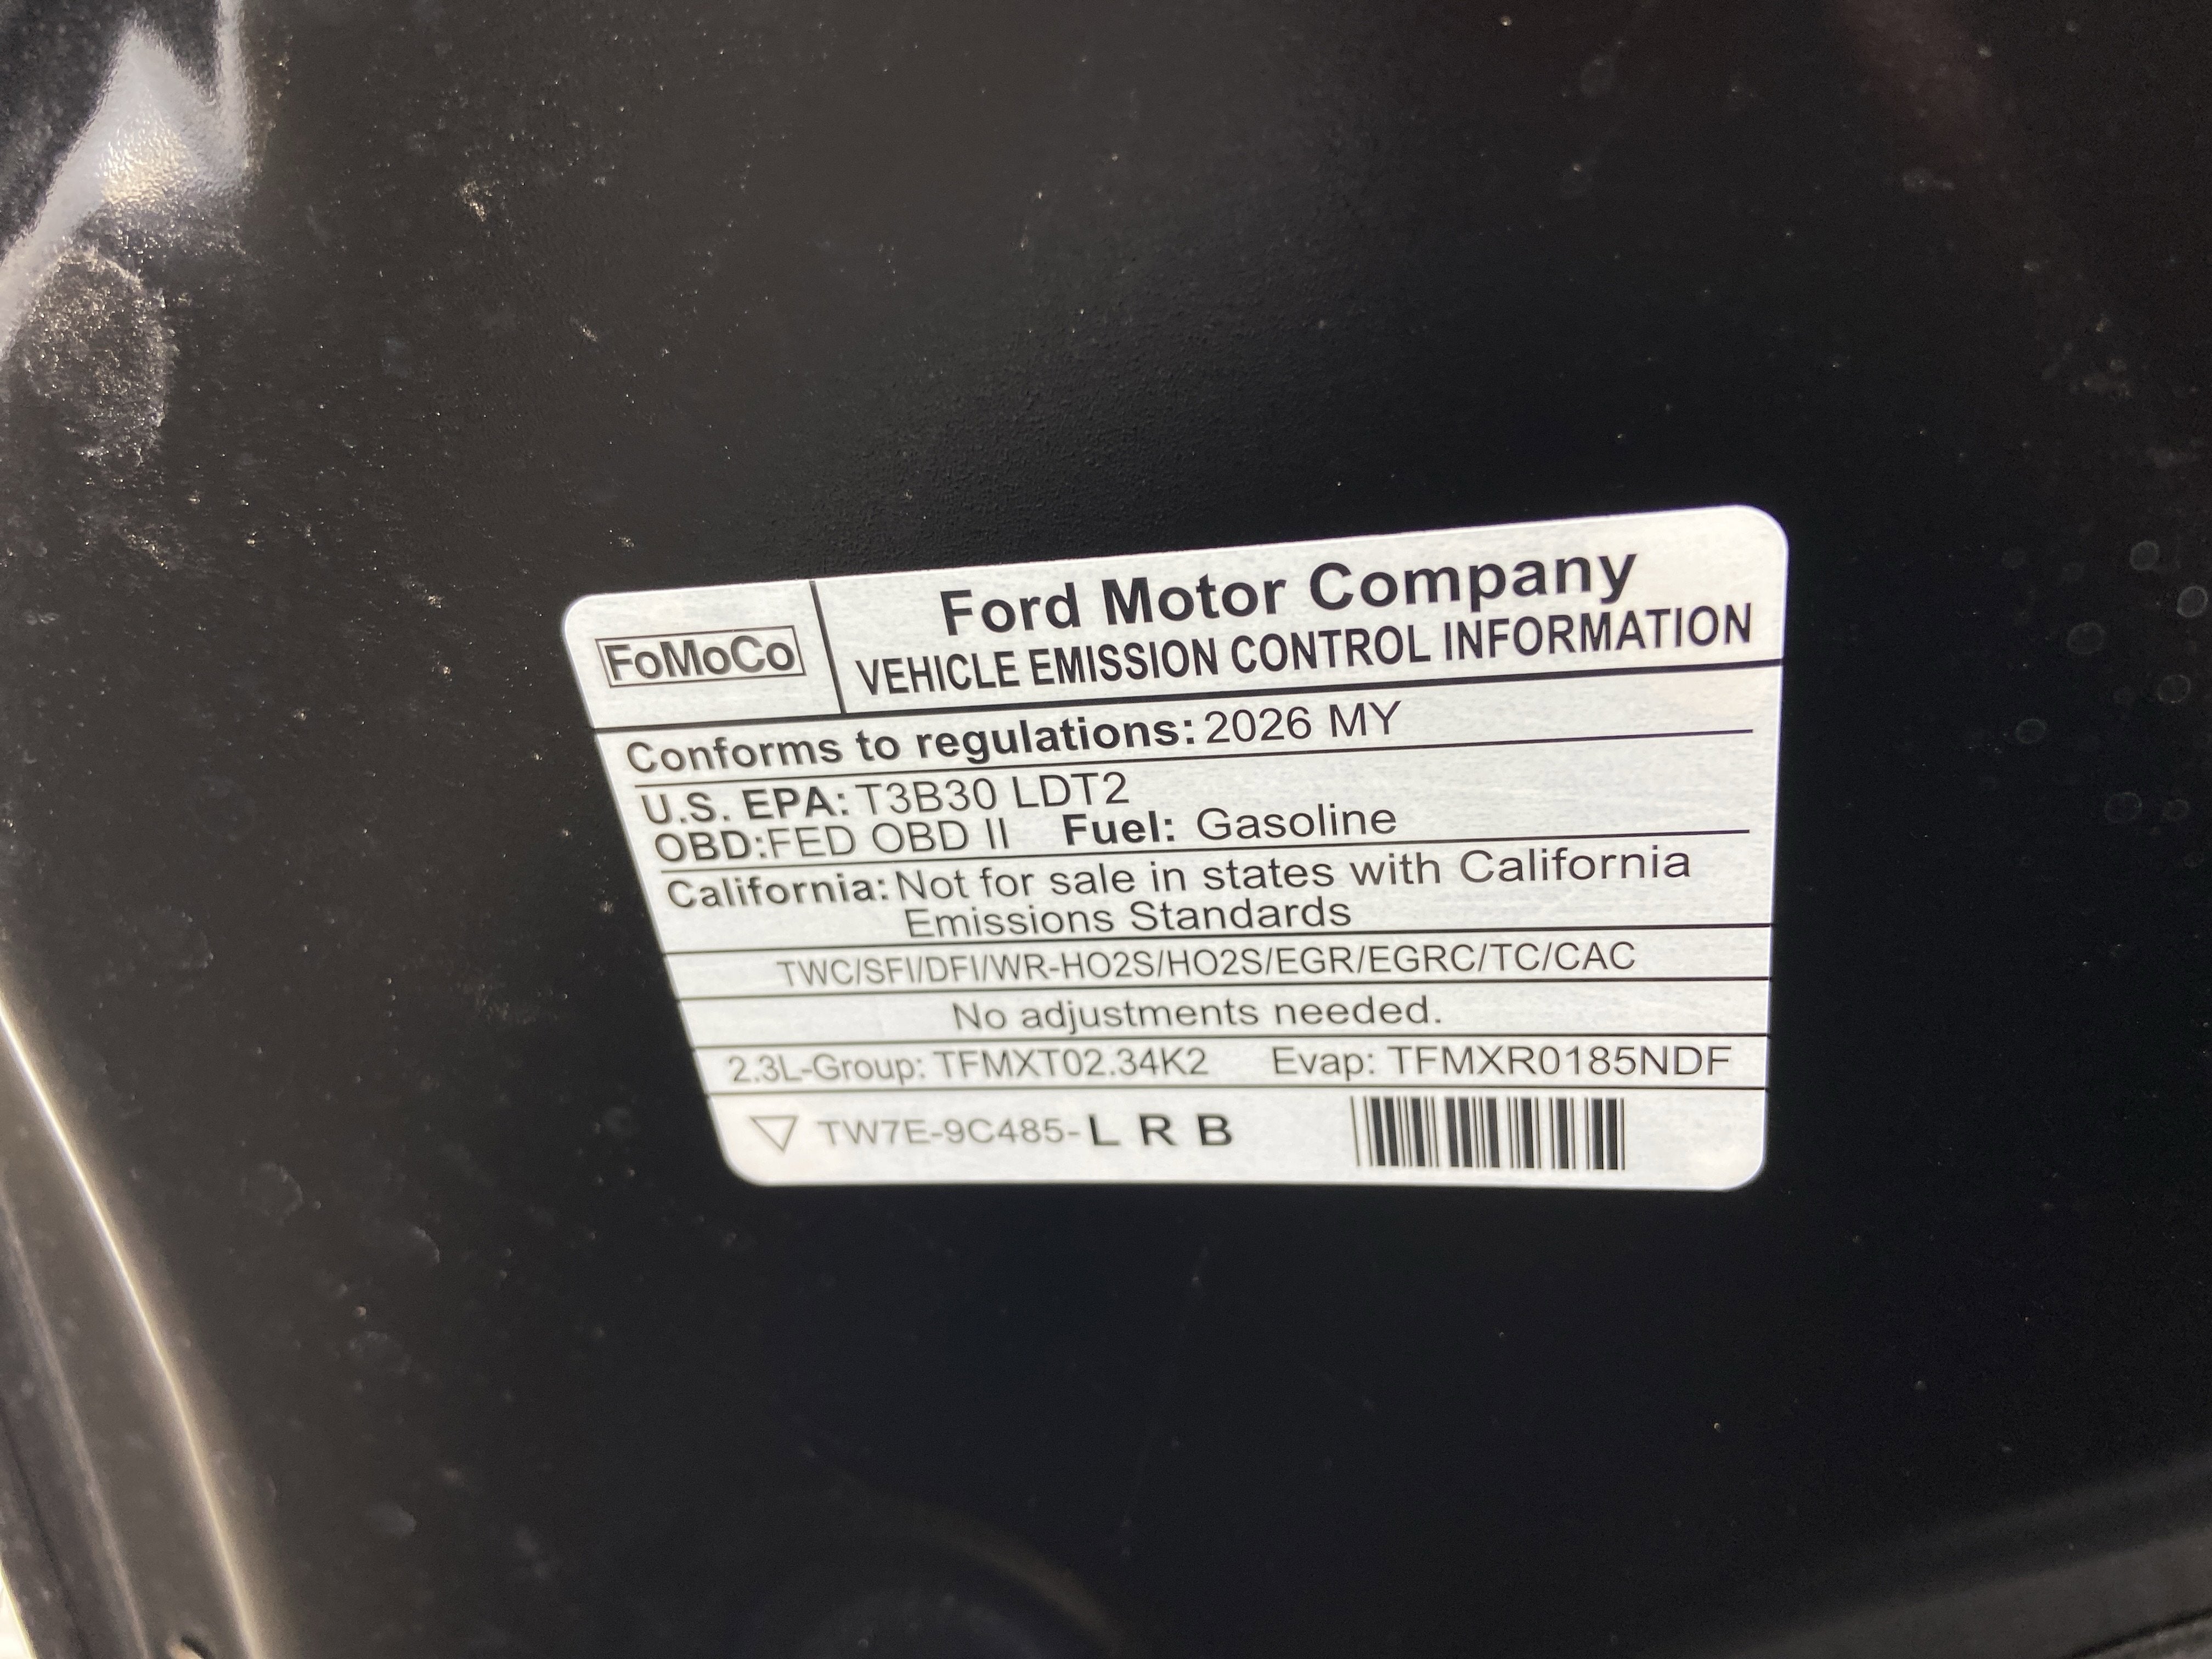 FoMoCo
Ford Motor Company
VEHICLE EMISSION CONTROL INFORMATION
Conforms to regulations: 2026 MY
U.S. EPA: T3B30 LDT2
OBD:FED OBD II Fuel: Gasoline
California: Not for sale in states with California
Emissions Standards
TWC/SFI/DFI/WR-HO2S/HO2S/EGR/EGRC/TC/CAC
No adjustments needed.
2.3L-Group: TFMXT02.34K2 Evap: TFMXR0185NDF
TW7E-9C485- L R B